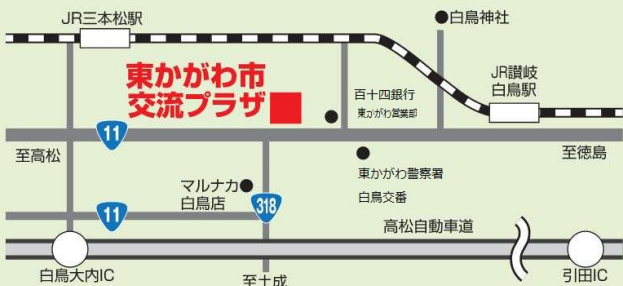 JR三本松駅
白鳥神社
東かがわ市
交流プラザ
百十四銀行
東かがわ営業部
JR讃岐
白鳥駅
11
至高松
至徳島
東かがわ警察署
白鳥交番
マルナカ
白鳥店
318
11
高松自動車道
白鳥大内IC
至土成
引田IC